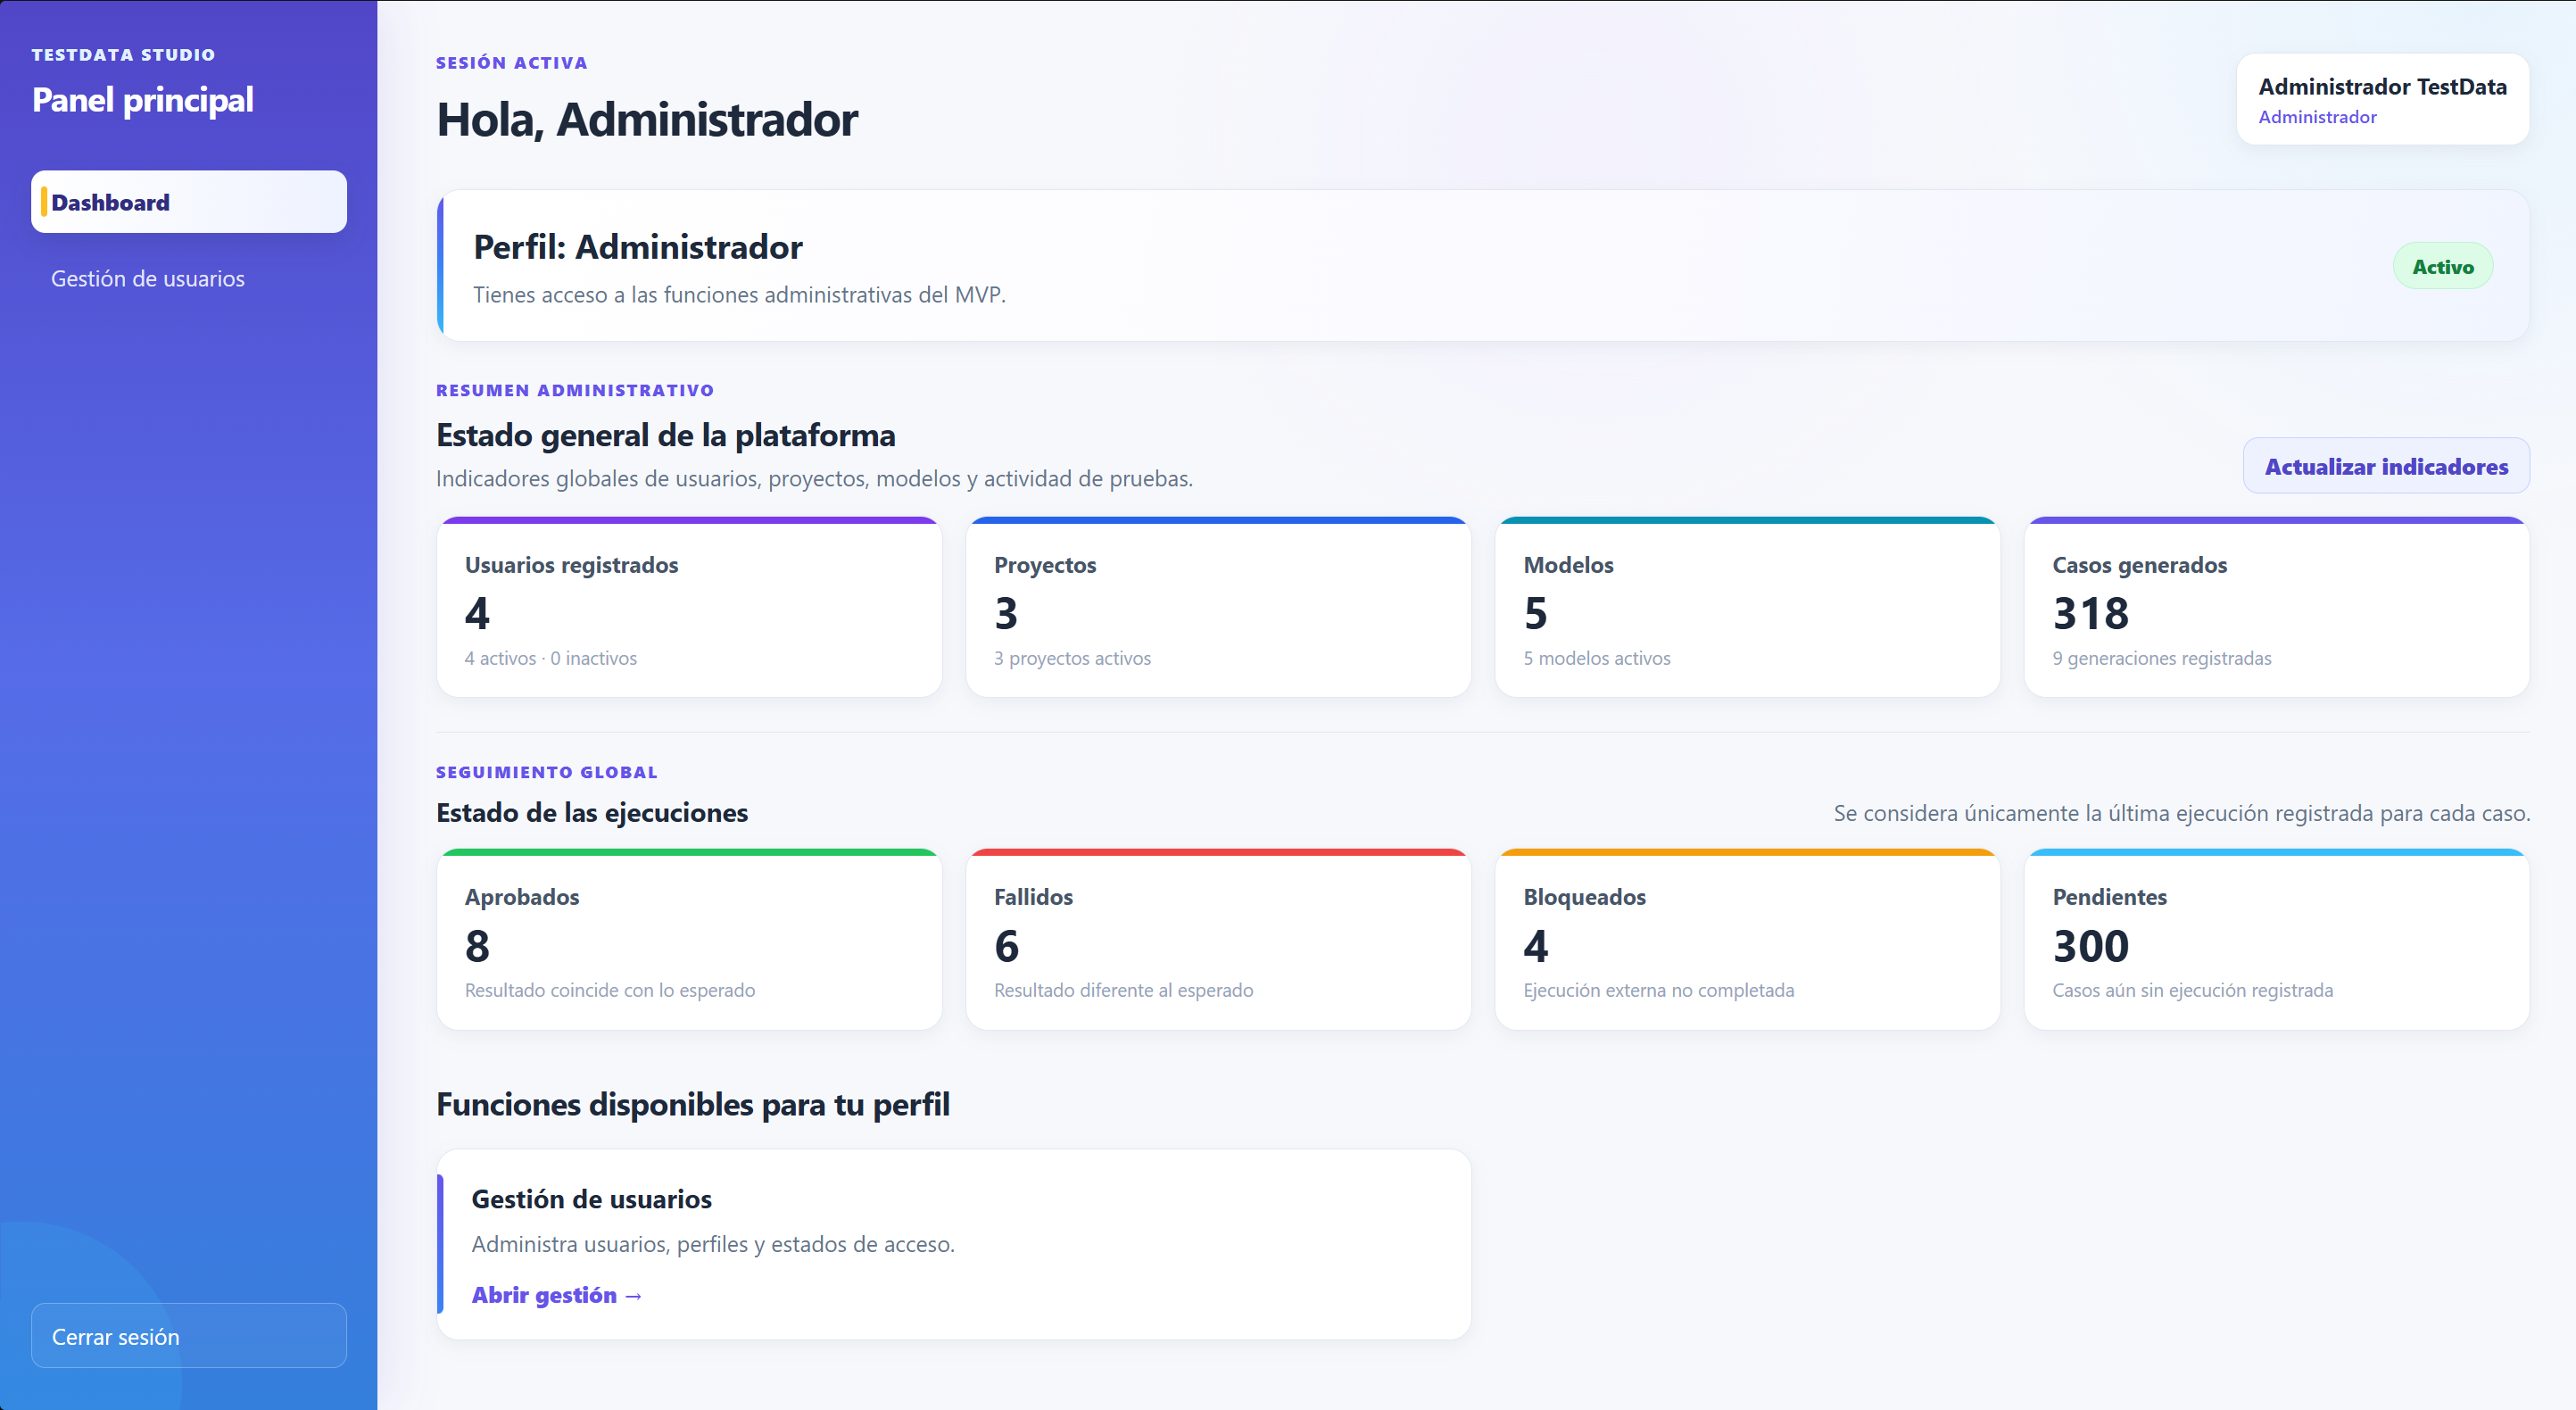 TESTDATA STUDIO
Panel principal
Dashboard
Gestión de usuarios
Cerrar sesión
SESIÓN ACTIVA
Hola, Administrador
Administrador TestData
Administrador
Perfil: Administrador
Tienes acceso a las funciones administrativas del MVP.
Activo
RESUMEN ADMINISTRATIVO
Estado general de la plataforma
Indicadores globales de usuarios, proyectos, modelos y actividad de pruebas.
Actualizar indicadores
Usuarios registrados
4
4 activos · 0 inactivos
Proyectos
3
3 proyectos activos
Modelos
5
5 modelos activos
Casos generados
318
9 generaciones registradas
SEGUIMIENTO GLOBAL
Estado de las ejecuciones
Se considera únicamente la última ejecución registrada para cada caso.
Aprobados
8
Resultado coincide con lo esperado
Fallidos
6
Resultado diferente al esperado
Bloqueados
4
Ejecución externa no completada
Pendientes
300
Casos aún sin ejecución registrada
Funciones disponibles para tu perfil
Gestión de usuarios
Administra usuarios, perfiles y estados de acceso.
Abrir gestión →